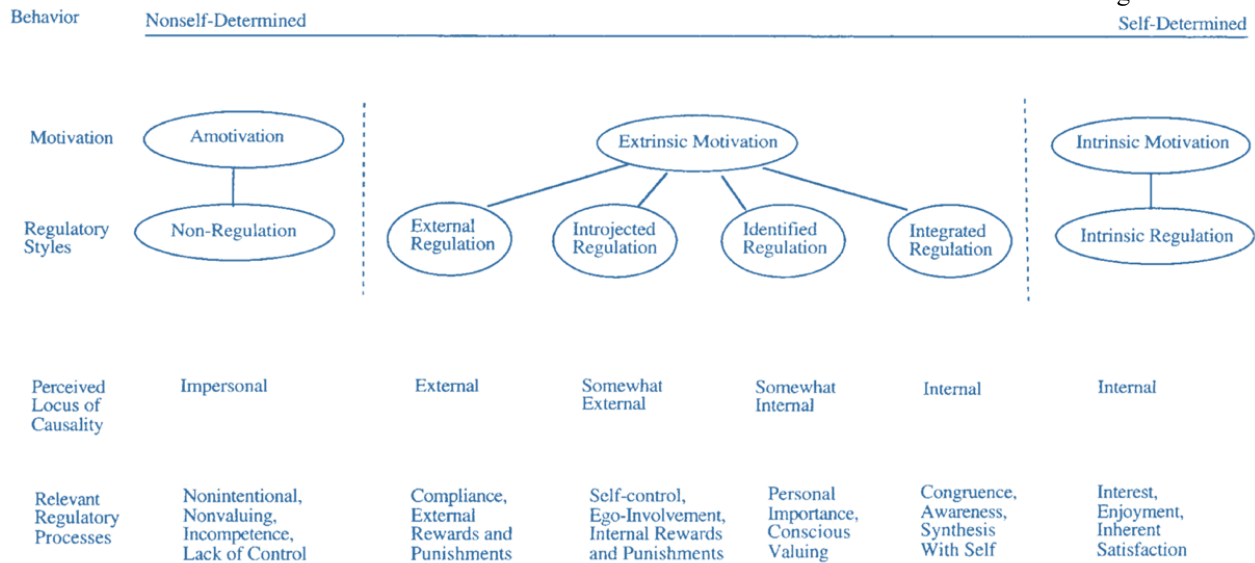 Behavior Nonself-Determined Self-Determined
Motivation Amotivation Extrinsic Motivation Intrinsic Motivation
Regulatory
Styles
Non-Regulation
External
Regulation
Introjected
Regulation
Identified
Regulation
Integrated
Regulation
Intrinsic Regulation
Perceived
Locus of
Causality
Impersonal
External
Somewhat
External
Somewhat
Internal
Internal
Internal
Relevant
Regulatory
Processes
Nonintentional,
Nonvaluing,
Incompetence,
Lack of Control
Compliance,
External
Rewards and
Punishments
Self-control,
Ego-Involvement,
Internal Rewards
and Punishments
Personal
Importance,
Conscious
Valuing
Congruence,
Awareness,
Synthesis
With Self
Interest,
Enjoyment,
Inherent
Satisfaction